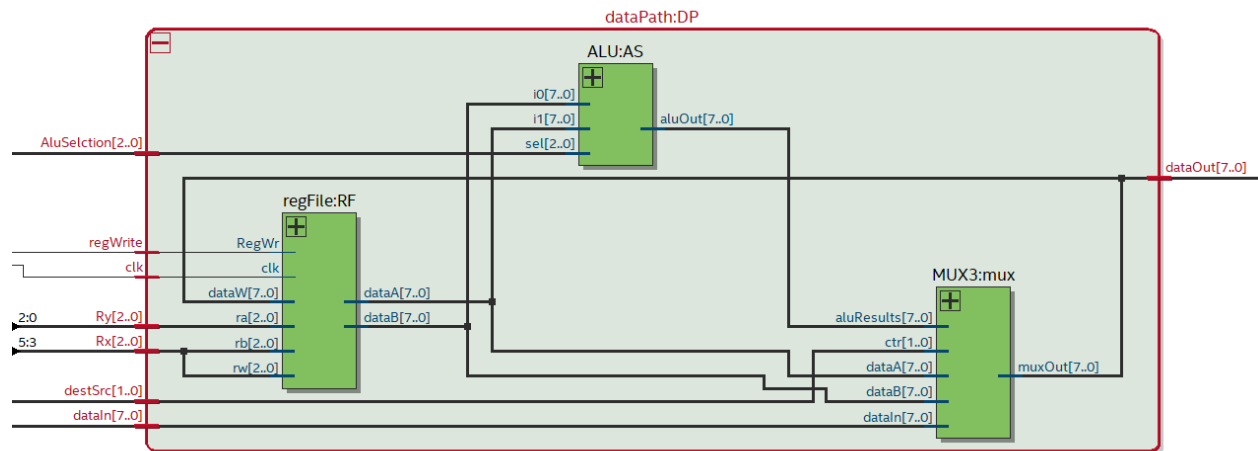 dataPath:DP
ALU:AS
i0[7..0]
i1[7..0]
sel[2..0]
aluOut[7..0]
AluSelction[2..0]
dataOut[7..0]
regFile:RF
regWrite
RegWr
clk
clk
dataW[7..0]
dataA[7..0]
2:0
Ry[2..0]
ra[2..0]
dataB[7..0]
5:3
Rx[2..0]
rb[2..0]
rw[2..0]
MUX3:mux
aluResults[7..0]
ctr[1..0]
dataA[7..0]
muxOut[7..0]
dataB[7..0]
dataIn[7..0]
destSrc[1..0]
dataIn[7..0]